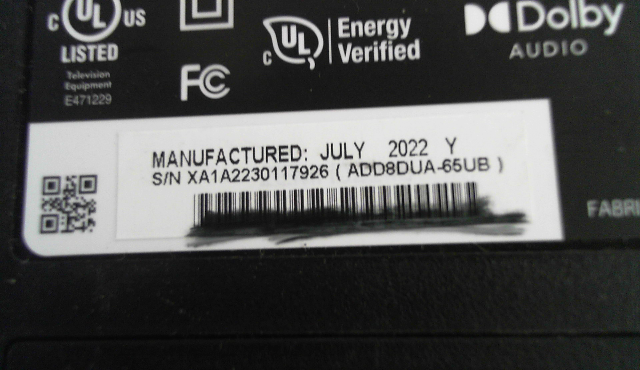 C UL US
LISTED
Television
Equipment
E471229
FC
C UL Energy
Verified
Dolby
AUDIO
MANUFACTURED: JULY 2022 Y
S/N XA1A2230117926 ( ADD8DUA-65UB )
FABRI